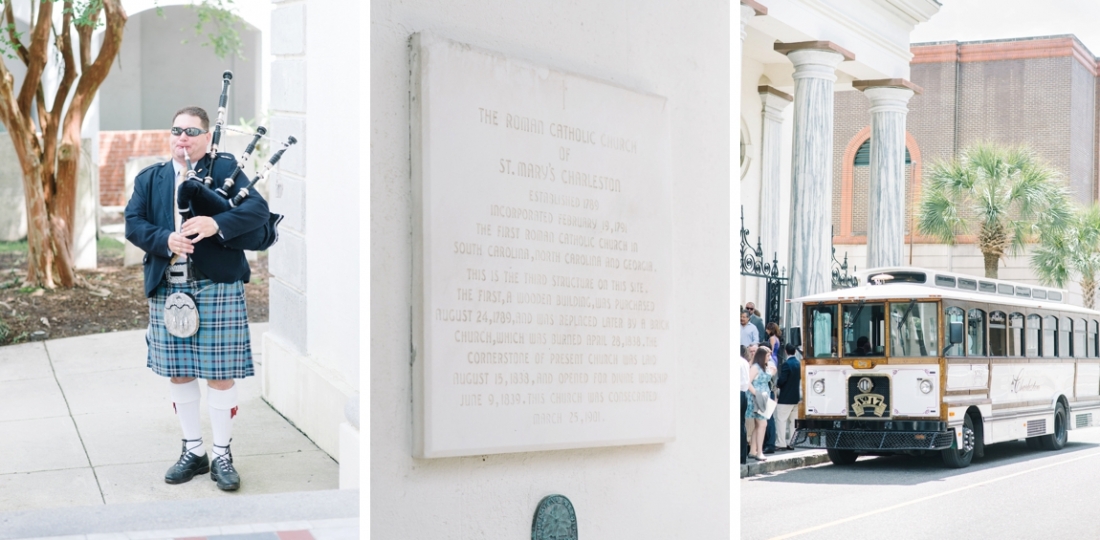 THE ROMAN CATHOLIC CHURCH
OF
ST. MARY'S CHARLESTON
ESTABLISHED 1789
INCORPORATED FEBRUARY 19, 1791
THE FIRST ROMAN CATHOLIC CHURCH IN
SOUTH CAROLINA, NORTH CAROLINA AND GEORGIA.
THIS IS THE THIRD STRUCTURE ON THIS SITE.
THE FIRST, A WOODEN BUILDING, WAS PURCHASED
AUGUST 24, 1789, AND WAS REPLACED LATER BY A BRICK
CHURCH, WHICH WAS BURNED APRIL 28, 1838. THE
CORNERSTONE OF PRESENT CHURCH WAS LAID
AUGUST 15, 1838, AND OPENED FOR DIVINE WORSHIP
JUNE 9, 1839. THIS CHURCH WAS CONSECRATED
MARCH 25, 1901.